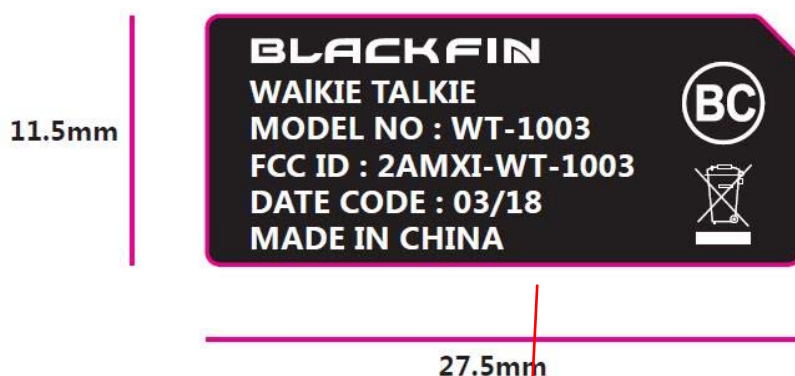 BLACKFIN
WAlKIE TALKIE
MODEL NO : WT-1003
FCC ID : 2AMXI-WT-1003
DATE CODE : 03/18
MADE IN CHINA
BC
11.5mm
27.5mm